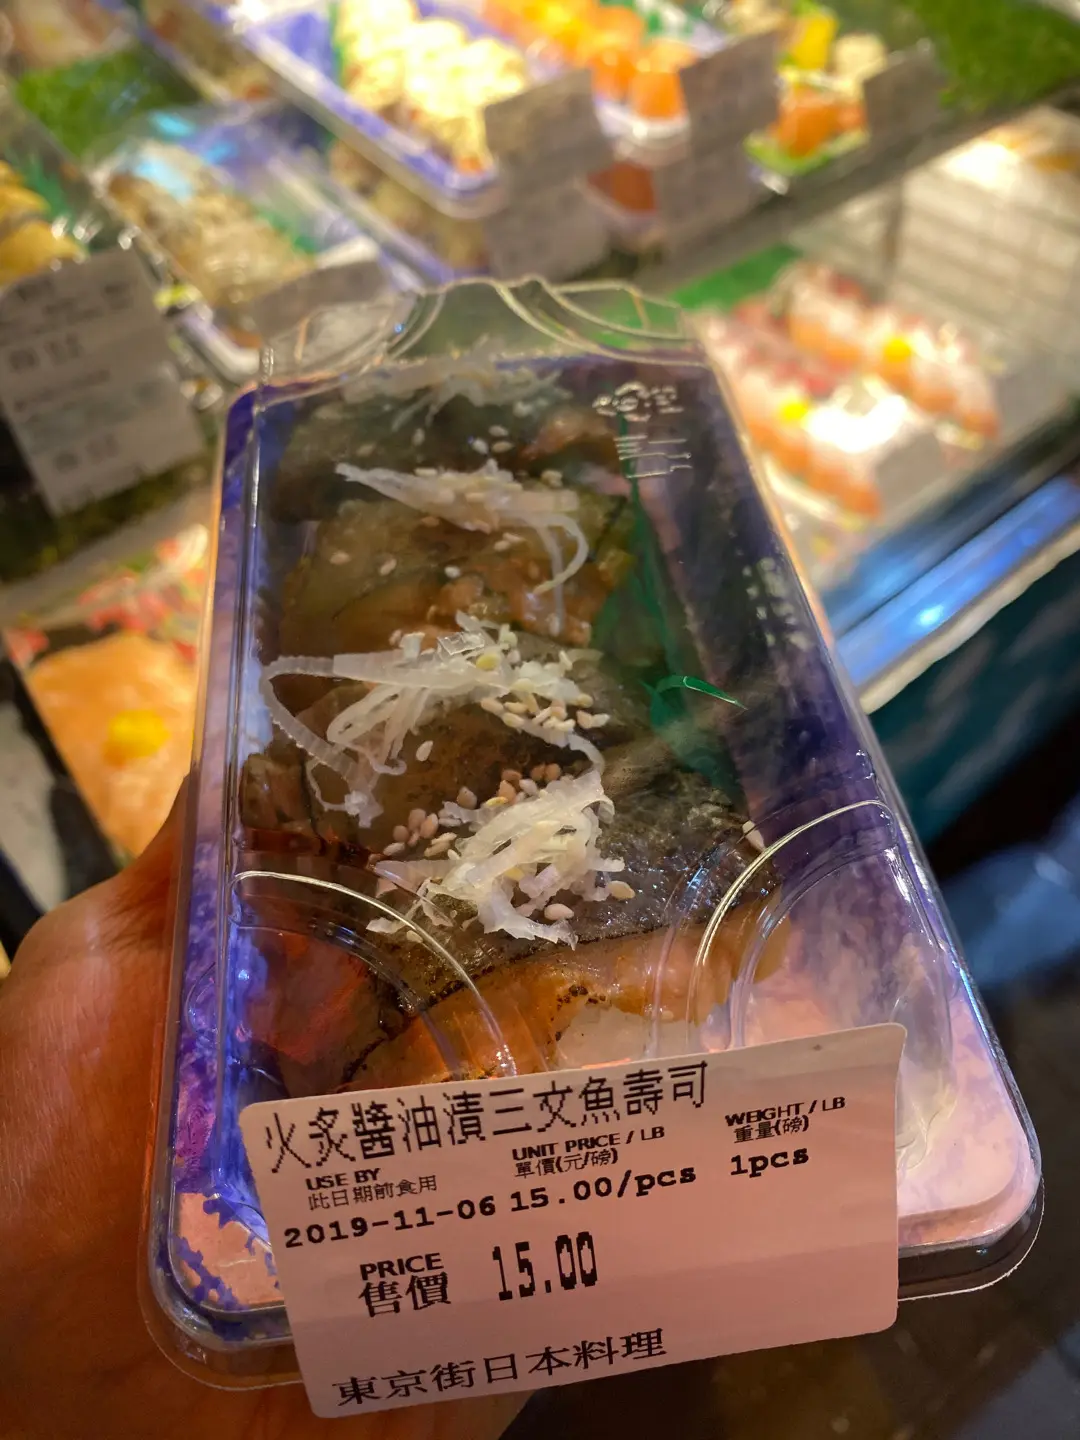 火炙醬油漬三文魚壽司
USE BY
此日期前食用
2019-11-06
UNIT PRICE / LB
單價(元/磅)
15.00/pcs
WEIGHT / LB
重量(磅)
1pcs
PRICE
售價
15.00
東京街日本料理